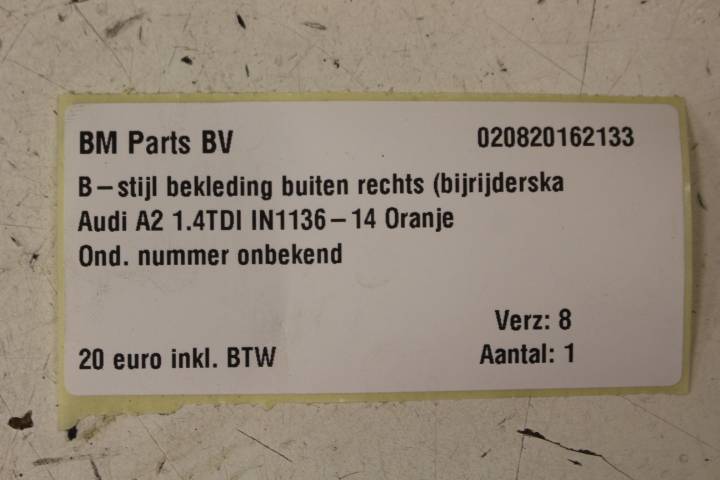 BM Parts BV 020820162133
B-stijl bekleding buiten rechts (bijrijderska
Audi A2 1.4TDI IN1136-14 Oranje
Ond. nummer onbekend
Verz: 8
20 euro inkl. BTW Aantal: 1